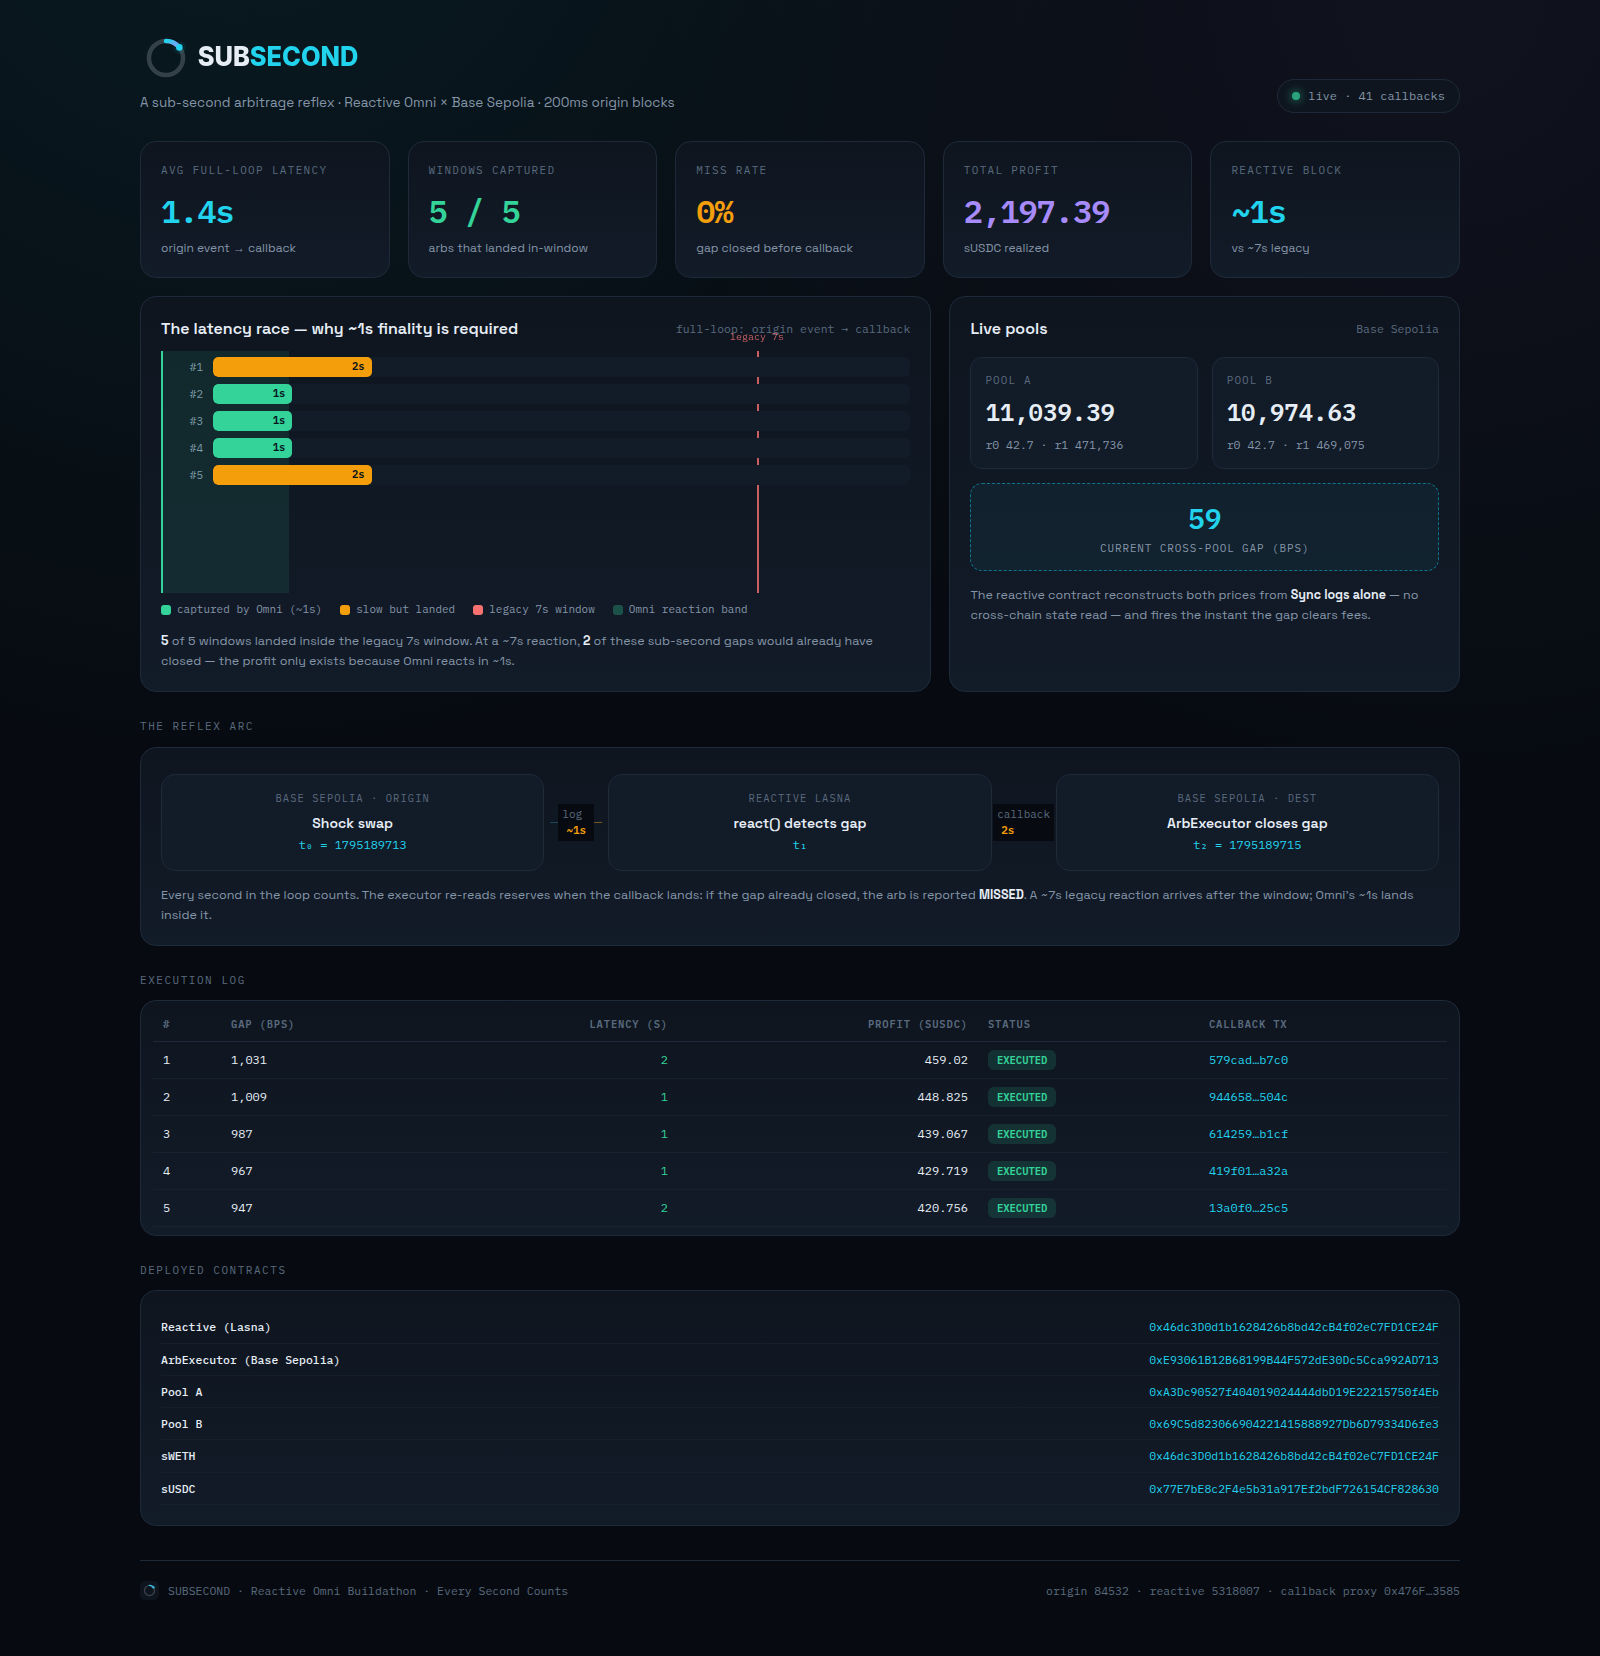 SUBSECOND
A sub-second arbitrage reflex · Reactive Omni × Base Sepolia · 200ms origin blocks
live · 41 callbacks
AVG FULL-LOOP LATENCY
1.4s
origin event → callback
WINDOWS CAPTURED
5 / 5
arbs that landed in-window
MISS RATE
0%
gap closed before callback
TOTAL PROFIT
2,197.39
sUSDC realized
REACTIVE BLOCK
~1s
vs ~7s legacy
The latency race — why ~1s finality is required
full-loop: origin event → callback
legacy 7s
#1 2s
#2 1s
#3 1s
#4 1s
#5 2s
captured by Omni (~1s) slow but landed legacy 7s window Omni reaction band
5 of 5 windows landed inside the legacy 7s window. At a ~7s reaction, 2 of these sub-second gaps would already have
closed — the profit only exists because Omni reacts in ~1s.
Live pools
Base Sepolia
POOL A
11,039.39
r0 42.7 · r1 471,736
POOL B
10,974.63
r0 42.7 · r1 469,075
59
CURRENT CROSS-POOL GAP (BPS)
The reactive contract reconstructs both prices from Sync logs alone — no
cross-chain state read — and fires the instant the gap clears fees.
THE REFLEX ARC
BASE SEPOLIA · ORIGIN
Shock swap
t₀ = 1795189713
log
~1s
REACTIVE LASNA
react() detects gap
t₁
callback
2s
BASE SEPOLIA · DEST
ArbExecutor closes gap
t₂ = 1795189715
Every second in the loop counts. The executor re-reads reserves when the callback lands: if the gap already closed, the arb is reported MISSED. A ~7s legacy reaction arrives after the window; Omni's ~1s lands
inside it.
EXECUTION LOG
# GAP (BPS) LATENCY (S) PROFIT (SUSDC) STATUS CALLBACK TX
1 1,031 2 459.02 EXECUTED 579cad…b7c0
2 1,009 1 448.825 EXECUTED 944658…504c
3 987 1 439.067 EXECUTED 614259…b1cf
4 967 1 429.719 EXECUTED 419f01…a32a
5 947 2 420.756 EXECUTED 13a0f0…25c5
DEPLOYED CONTRACTS
Reactive (Lasna) 0x46dc3D0d1b1628426b8bd42cB4f02eC7FD1CE24F
ArbExecutor (Base Sepolia) 0xE93061B12B68199B44F572dE30Dc5Cca992AD713
Pool A 0xA3Dc90527f404019024444dbD19E22215750f4Eb
Pool B 0x69C5d823066904221415888927Db6D79334D6fe3
sWETH 0x46dc3D0d1b1628426b8bd42cB4f02eC7FD1CE24F
sUSDC 0x77E7bE8c2F4e5b31a917Ef2bdF726154CF828630
SUBSECOND · Reactive Omni Buildathon · Every Second Counts
origin 84532 · reactive 5318007 · callback proxy 0x476F…3585